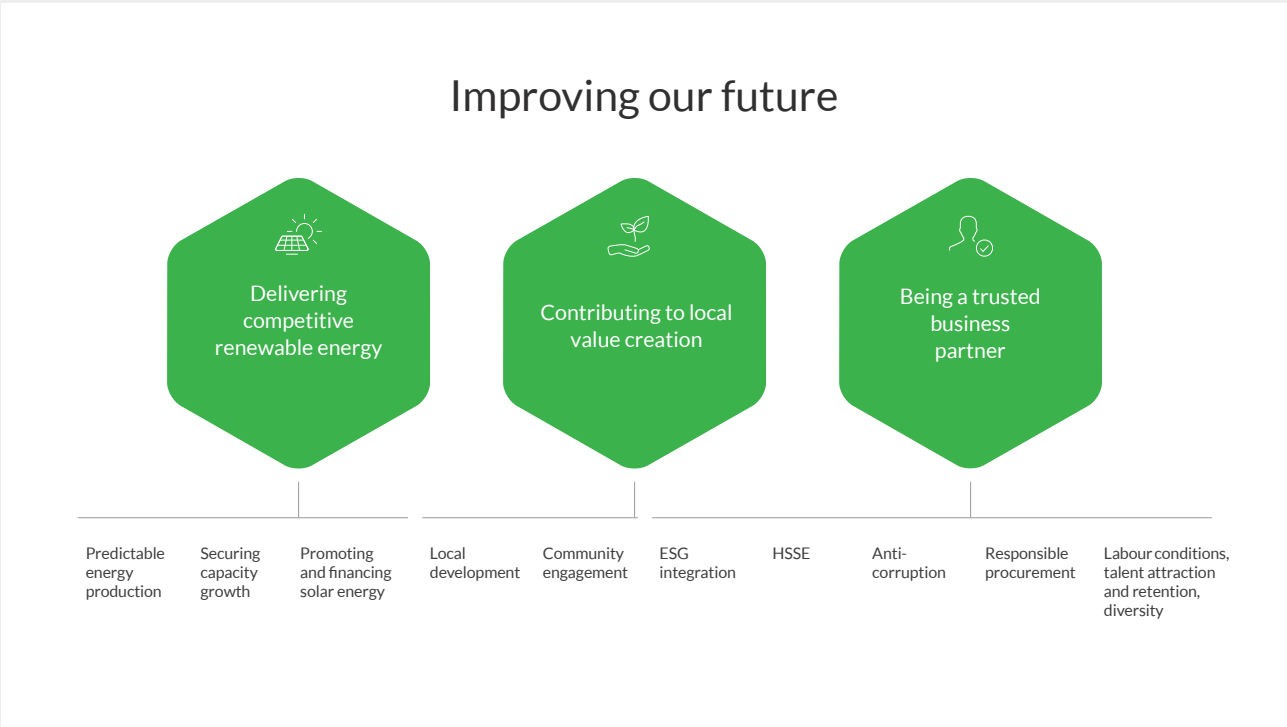 Improving our future
Delivering
competitive
renewable energy
Contributing to local
value creation
Being a trusted
business
partner
Predictable
energy
production
Securing
capacity
growth
Promoting
and financing
solar energy
Local
development
Community
engagement
ESG
integration
HSSE
Anti-
corruption
Responsible
procurement
Labour conditions,
talent attraction
and retention,
diversity